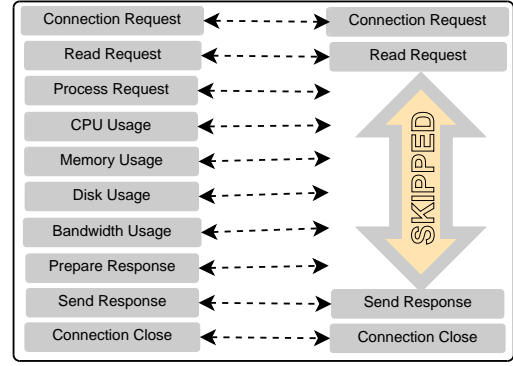 Connection Request Connection Request
Read Request Read Request
Process Request
CPU Usage
Memory Usage
Disk Usage
Bandwidth Usage
Prepare Response
SKIPPED
Send Response Send Response
Connection Close Connection Close